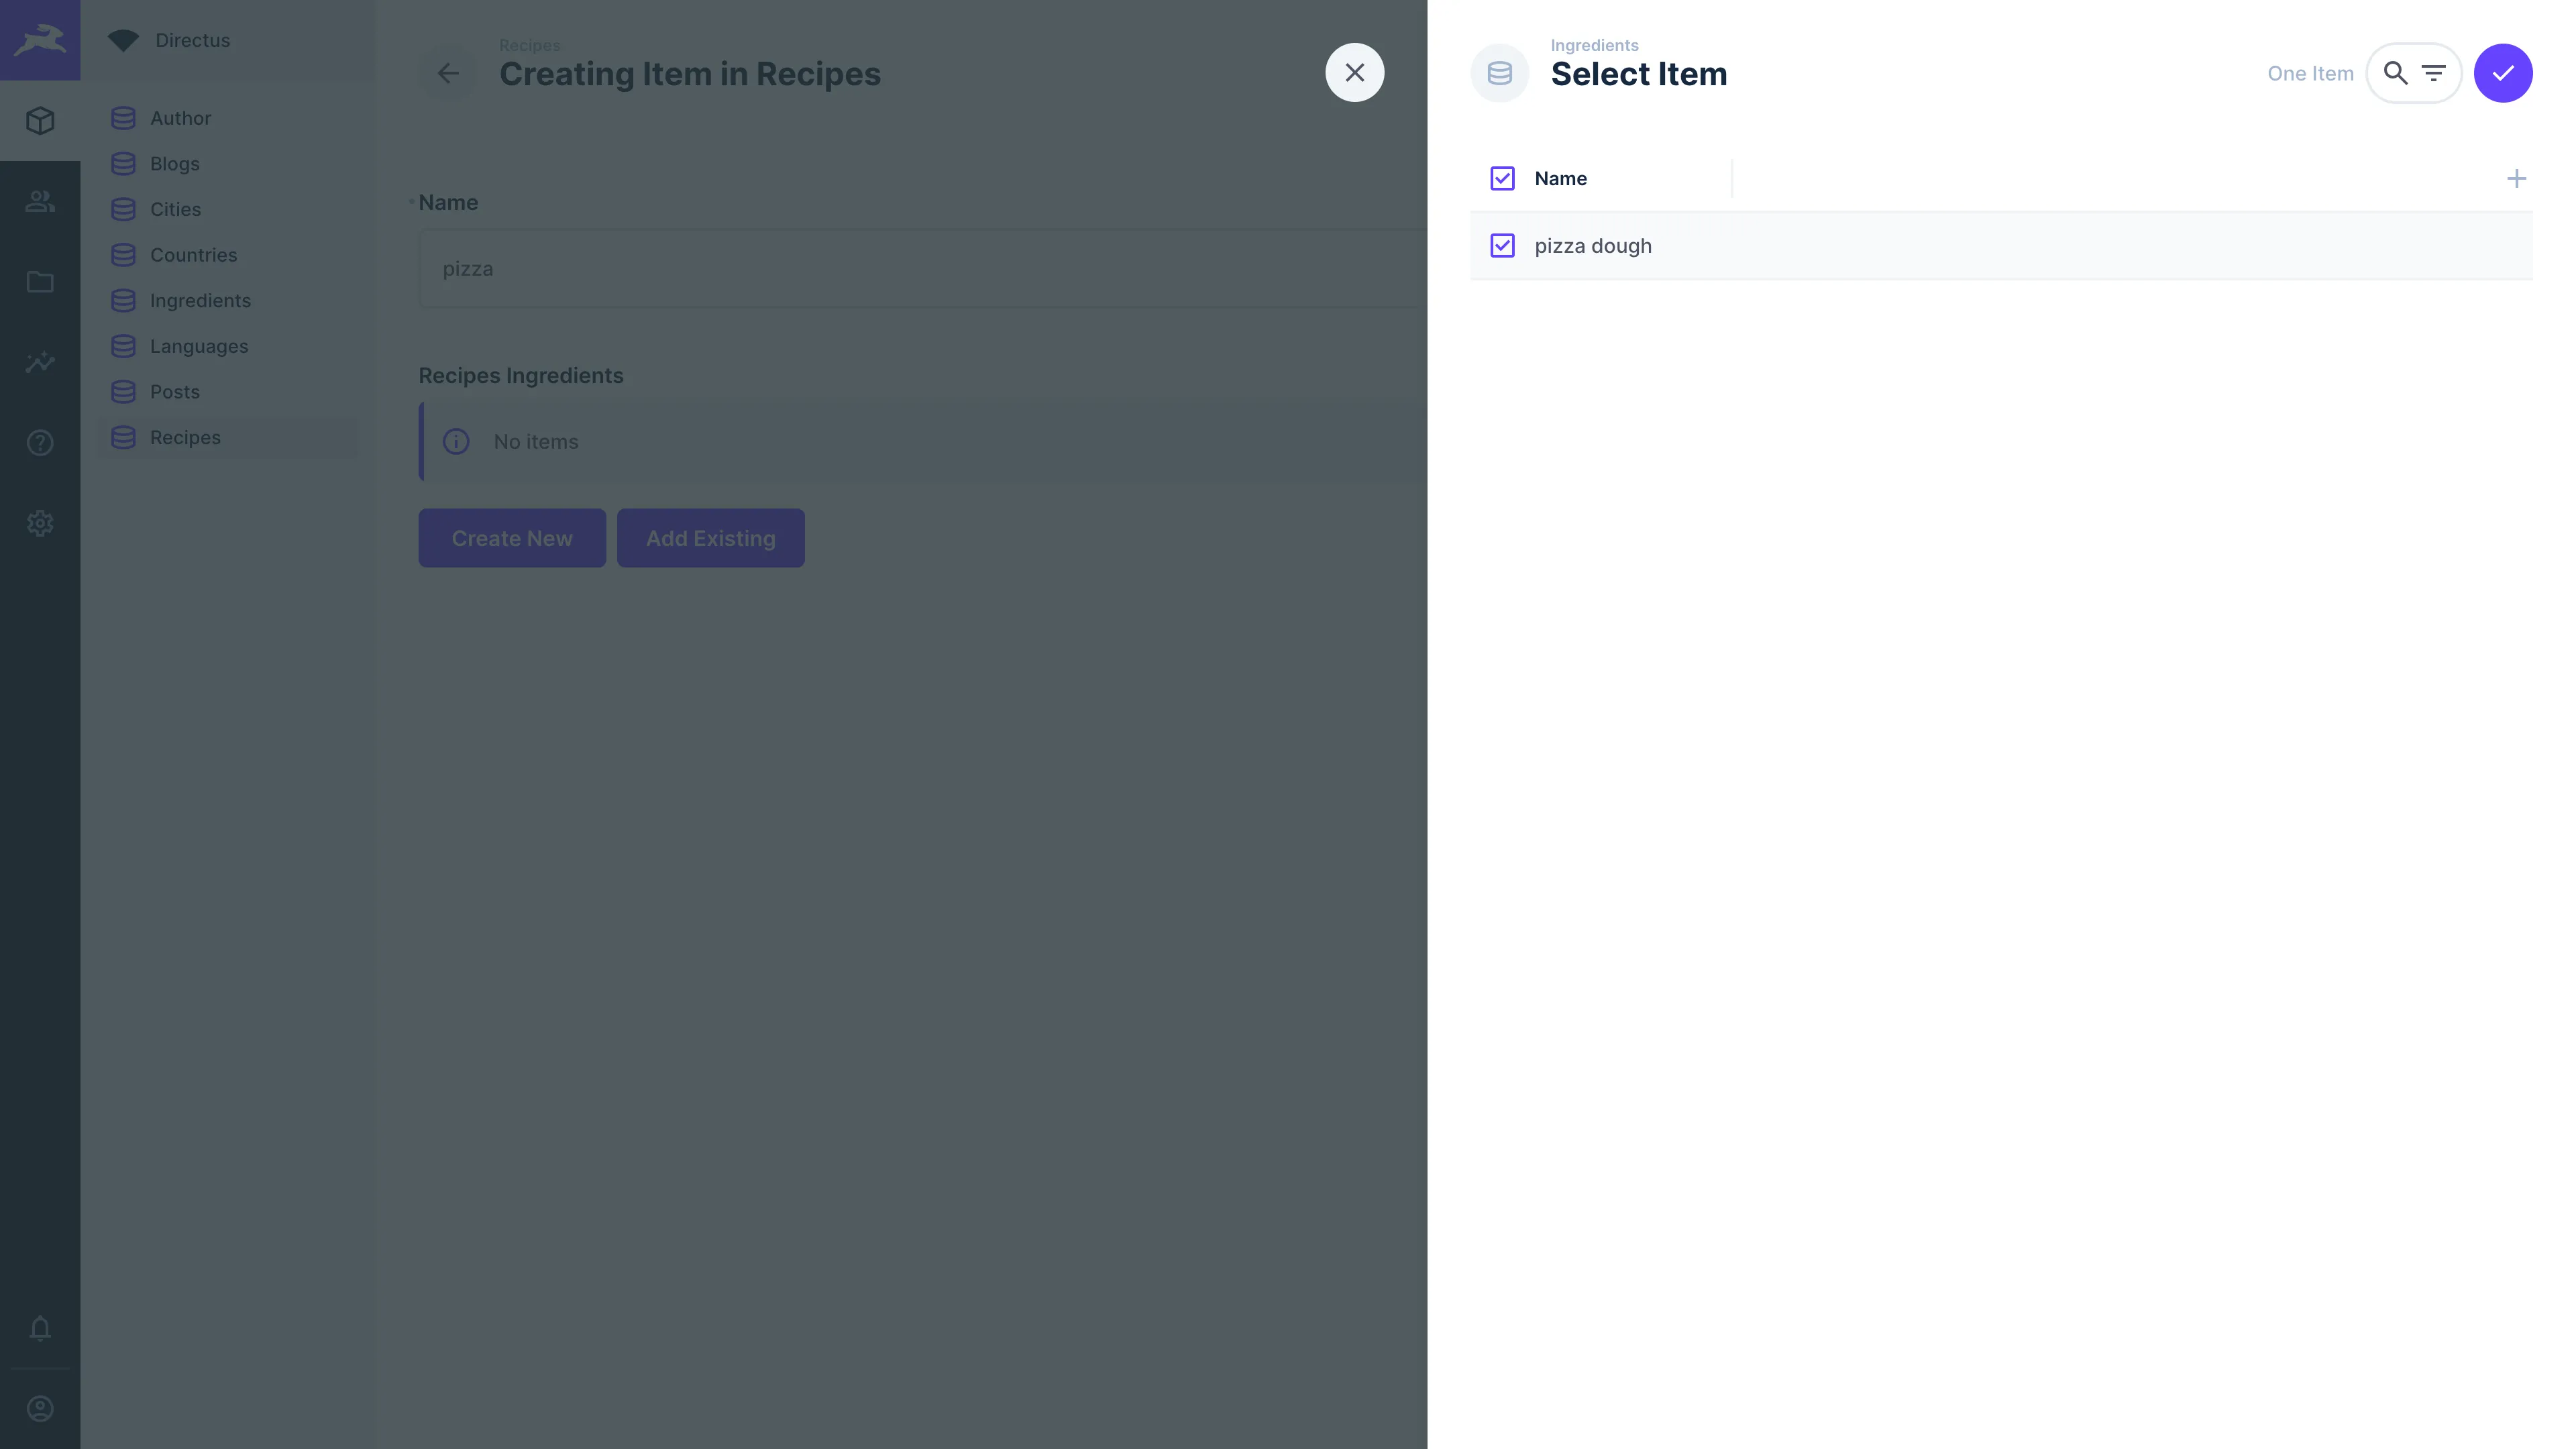 Directus
Author
Blogs
Cities
Countries
Ingredients
Languages
Posts
Recipes
Recipes
Creating Item in Recipes
Name
pizza
Recipes Ingredients
No items
Create New
Add Existing
Ingredients
Select Item
One Item
Name
pizza dough